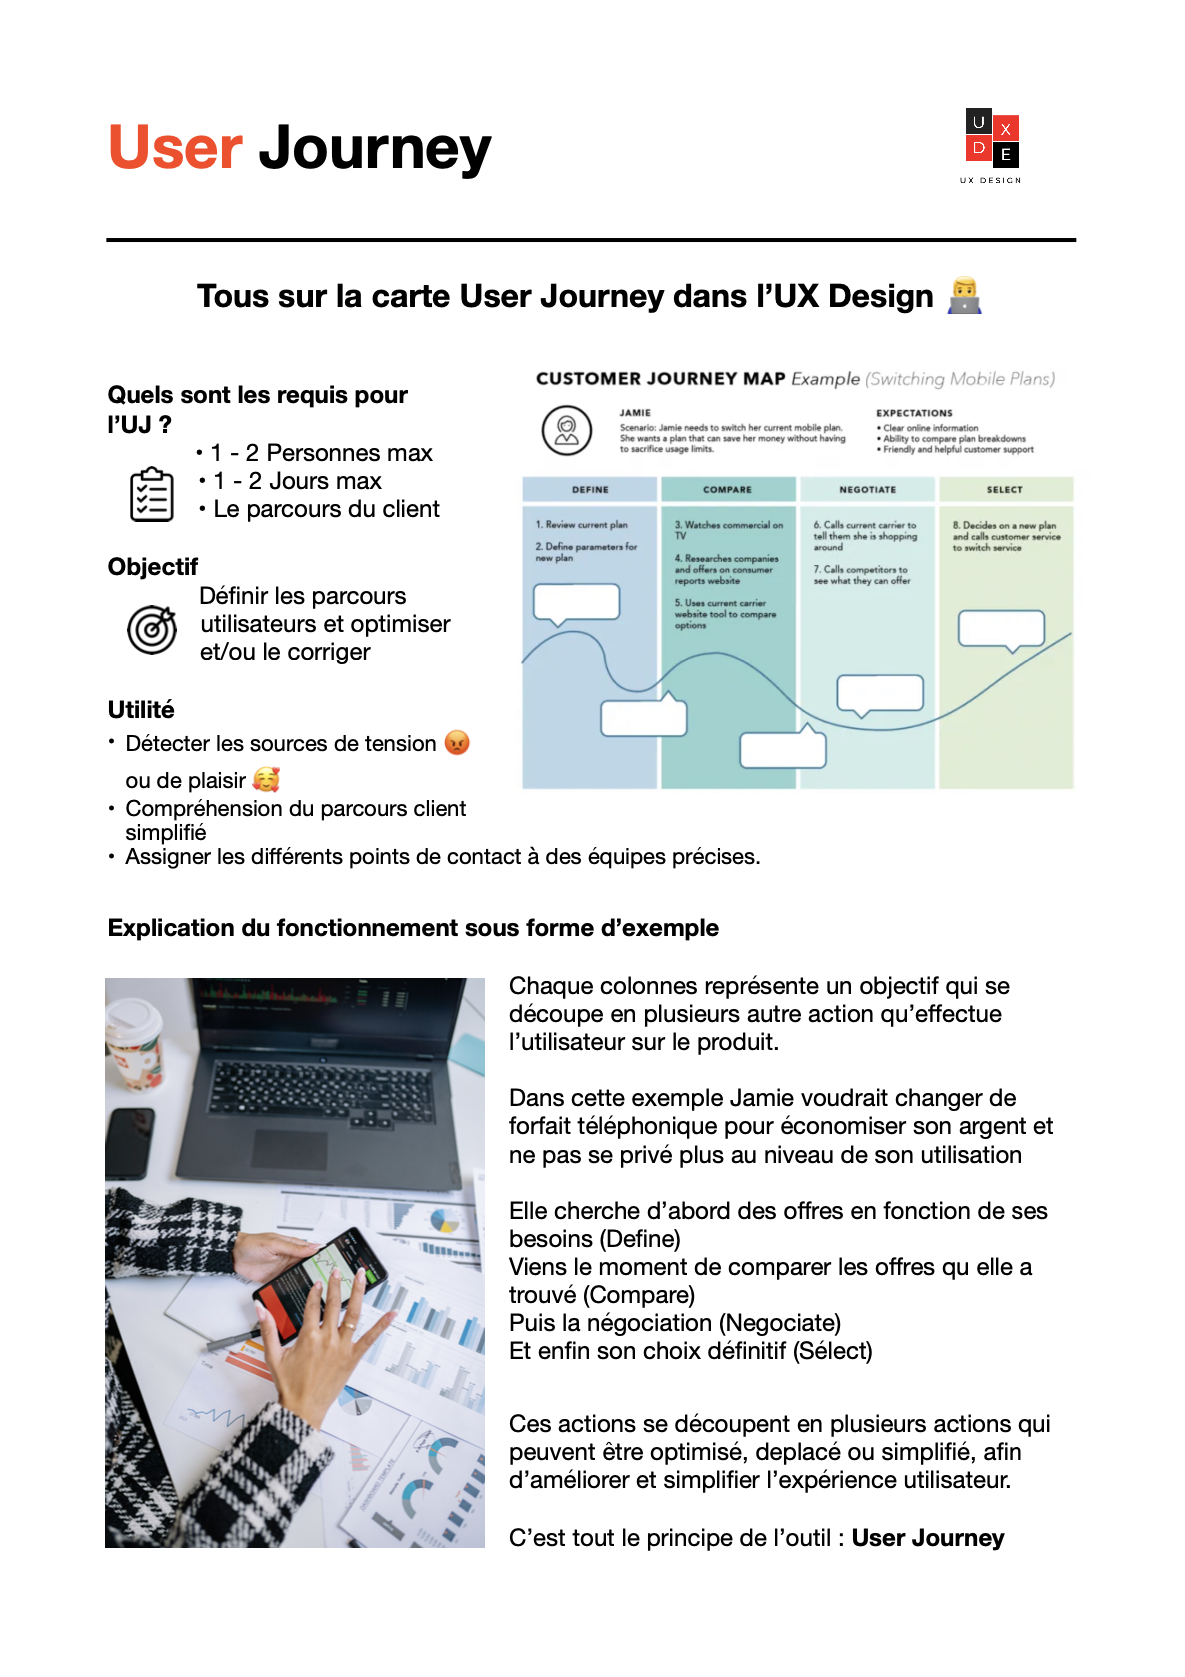 User Journey
U X
D E
UX DESIGN
Tous sur la carte User Journey dans l’UX Design
Quels sont les requis pour
l’UJ ?
• 1 - 2 Personnes max
• 1 - 2 Jours max
• Le parcours du client
Objectif
Définir les parcours
utilisateurs et optimiser
et/ou le corriger
Utilité
• Détecter les sources de tension 😡
ou de plaisir 🥰
• Compréhension du parcours client
simplifié
• Assigner les différents points de contact à des équipes précises.
CUSTOMER JOURNEY MAP Example (Switching Mobile Plans)
JAMIE
Scenario: Jamie needs to switch her current mobile plan.
She wants a plan that can save her money without having
to sacrifice usage limits.
EXPECTATIONS
• Clear online information
• Ability to compare plan breakdowns
• Friendly and helpful customer support
DEFINE
1. Review current plan
2. Define parameters for
new plan
COMPARE
3. Watches commercial on
TV
4. Researches companies
and offers on consumer
reports website
5. Uses current carrier
website tool to compare
options
NEGOTIATE
6. Calls current carrier to
tell them she is shopping
around
7. Calls competitors to
see what they can offer
SELECT
8. Decides on a new plan
and calls customer service
to switch service
Explication du fonctionnement sous forme d’exemple
Chaque colonnes représente un objectif qui se
découpe en plusieurs autre action qu’effectue
l’utilisateur sur le produit.
Dans cette exemple Jamie voudrait changer de
forfait téléphonique pour économiser son argent et
ne pas se privé plus au niveau de son utilisation
Elle cherche d’abord des offres en fonction de ses
besoins (Define)
Viens le moment de comparer les offres qu elle a
trouvé (Compare)
Puis la négociation (Negociate)
Et enfin son choix définitif (Sélect)
Ces actions se découpent en plusieurs actions qui
peuvent être optimisé, deplacé ou simplifié, afin
d’améliorer et simplifier l’expérience utilisateur.
C’est tout le principe de l’outil : User Journey